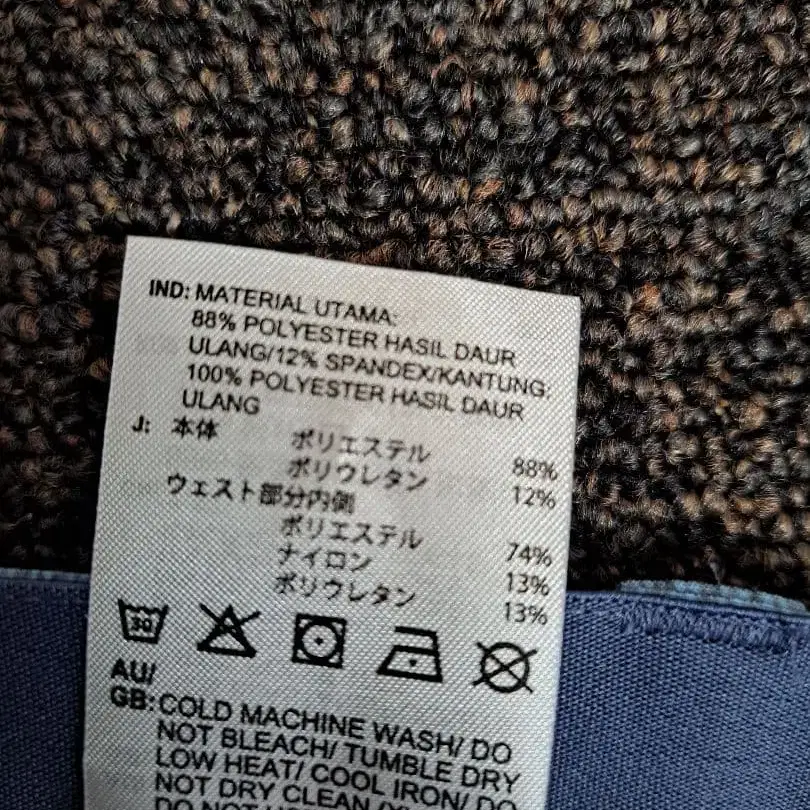 IND: MATERIAL UTAMA:
88% POLYESTER HASIL DAUR
ULANG/12% SPANDEX/KANTUNG:
100% POLYESTER HASIL DAUR
ULANG
J: 本体
ポリエステル 88%
ポリウレタン 12%
ウェスト部分内側
ポリエステル 74%
ナイロン 13%
ポリウレタン 13%
30
AU/
GB: COLD MACHINE WASH/ DO
NOT BLEACH/ TUMBLE DRY
LOW HEAT/ COOL IRON/ DO
NOT DRY CLEAN
DO NOT